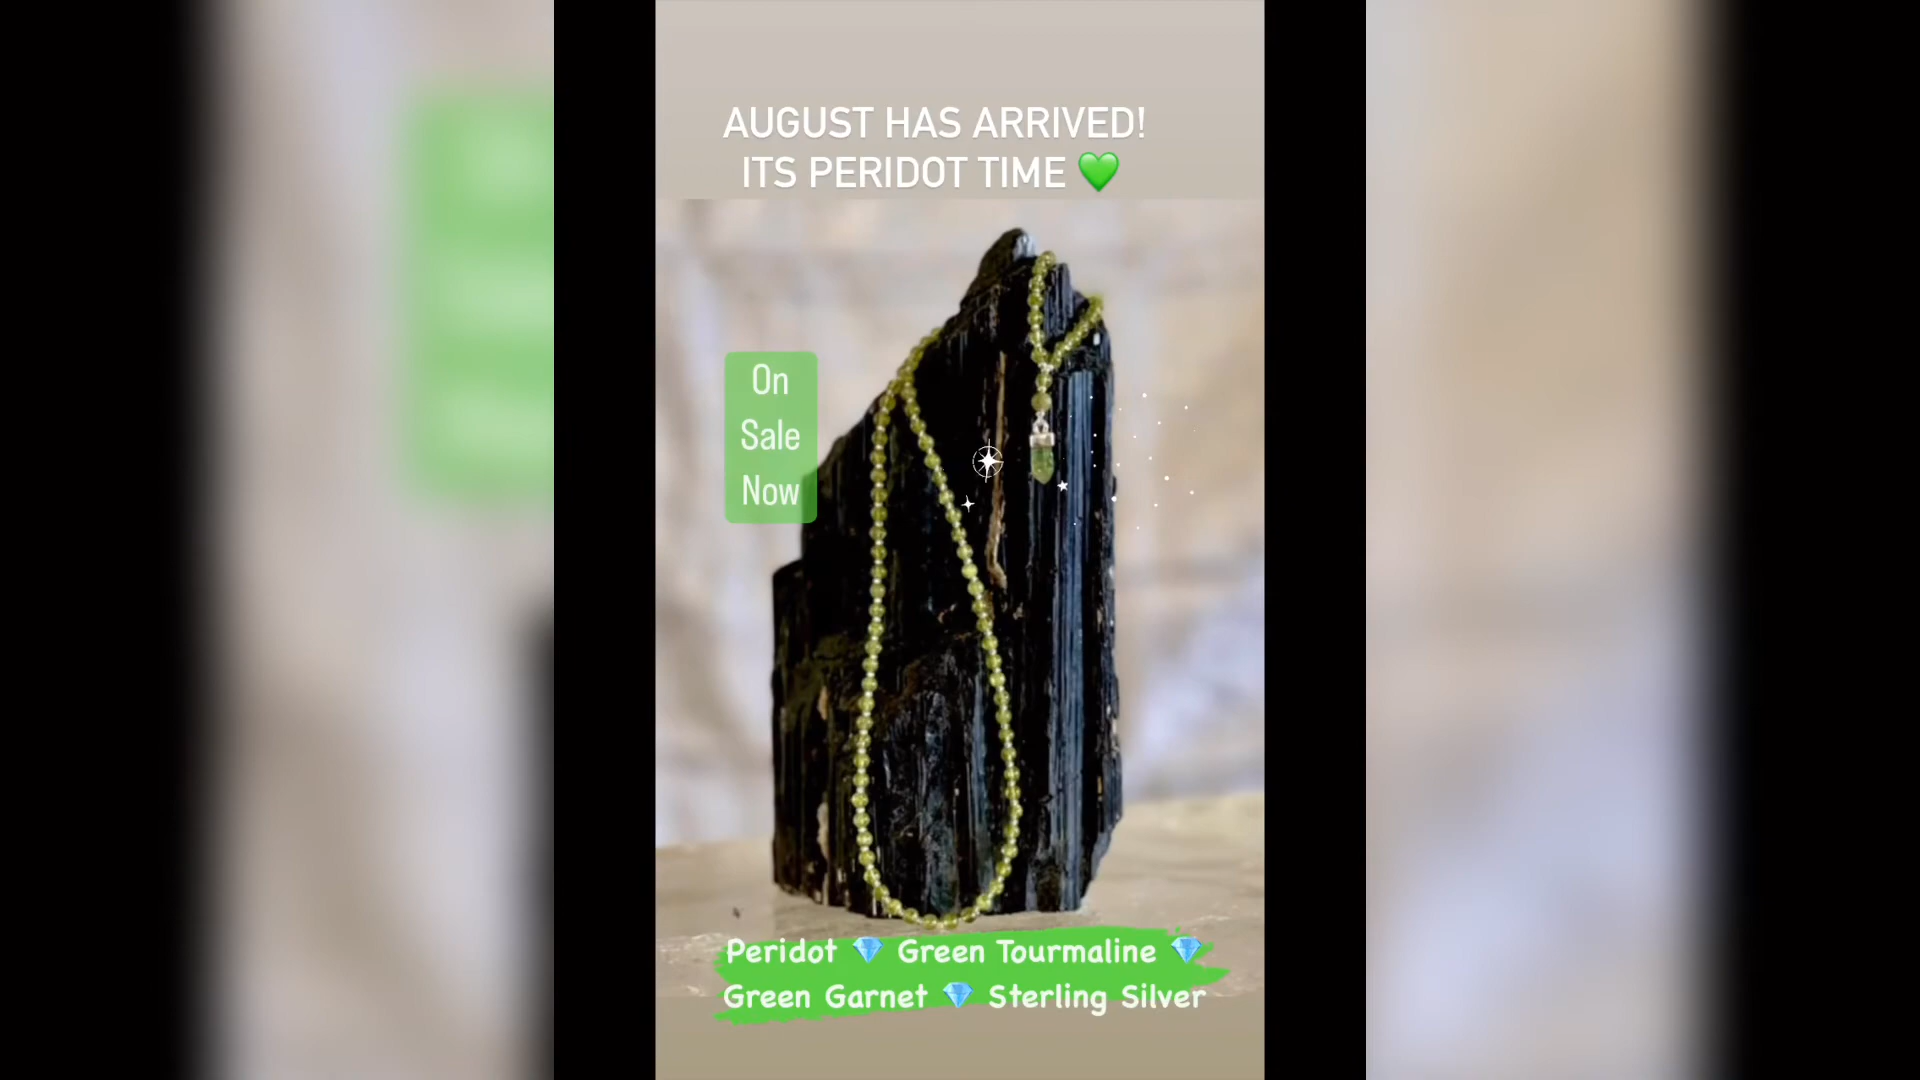 AUGUST HAS ARRIVED!
ITS PERIDOT TIME 💚
On
Sale
Now
Peridot 💎 Green Tourmaline 💎
Green Garnet 💎 Sterling Silver